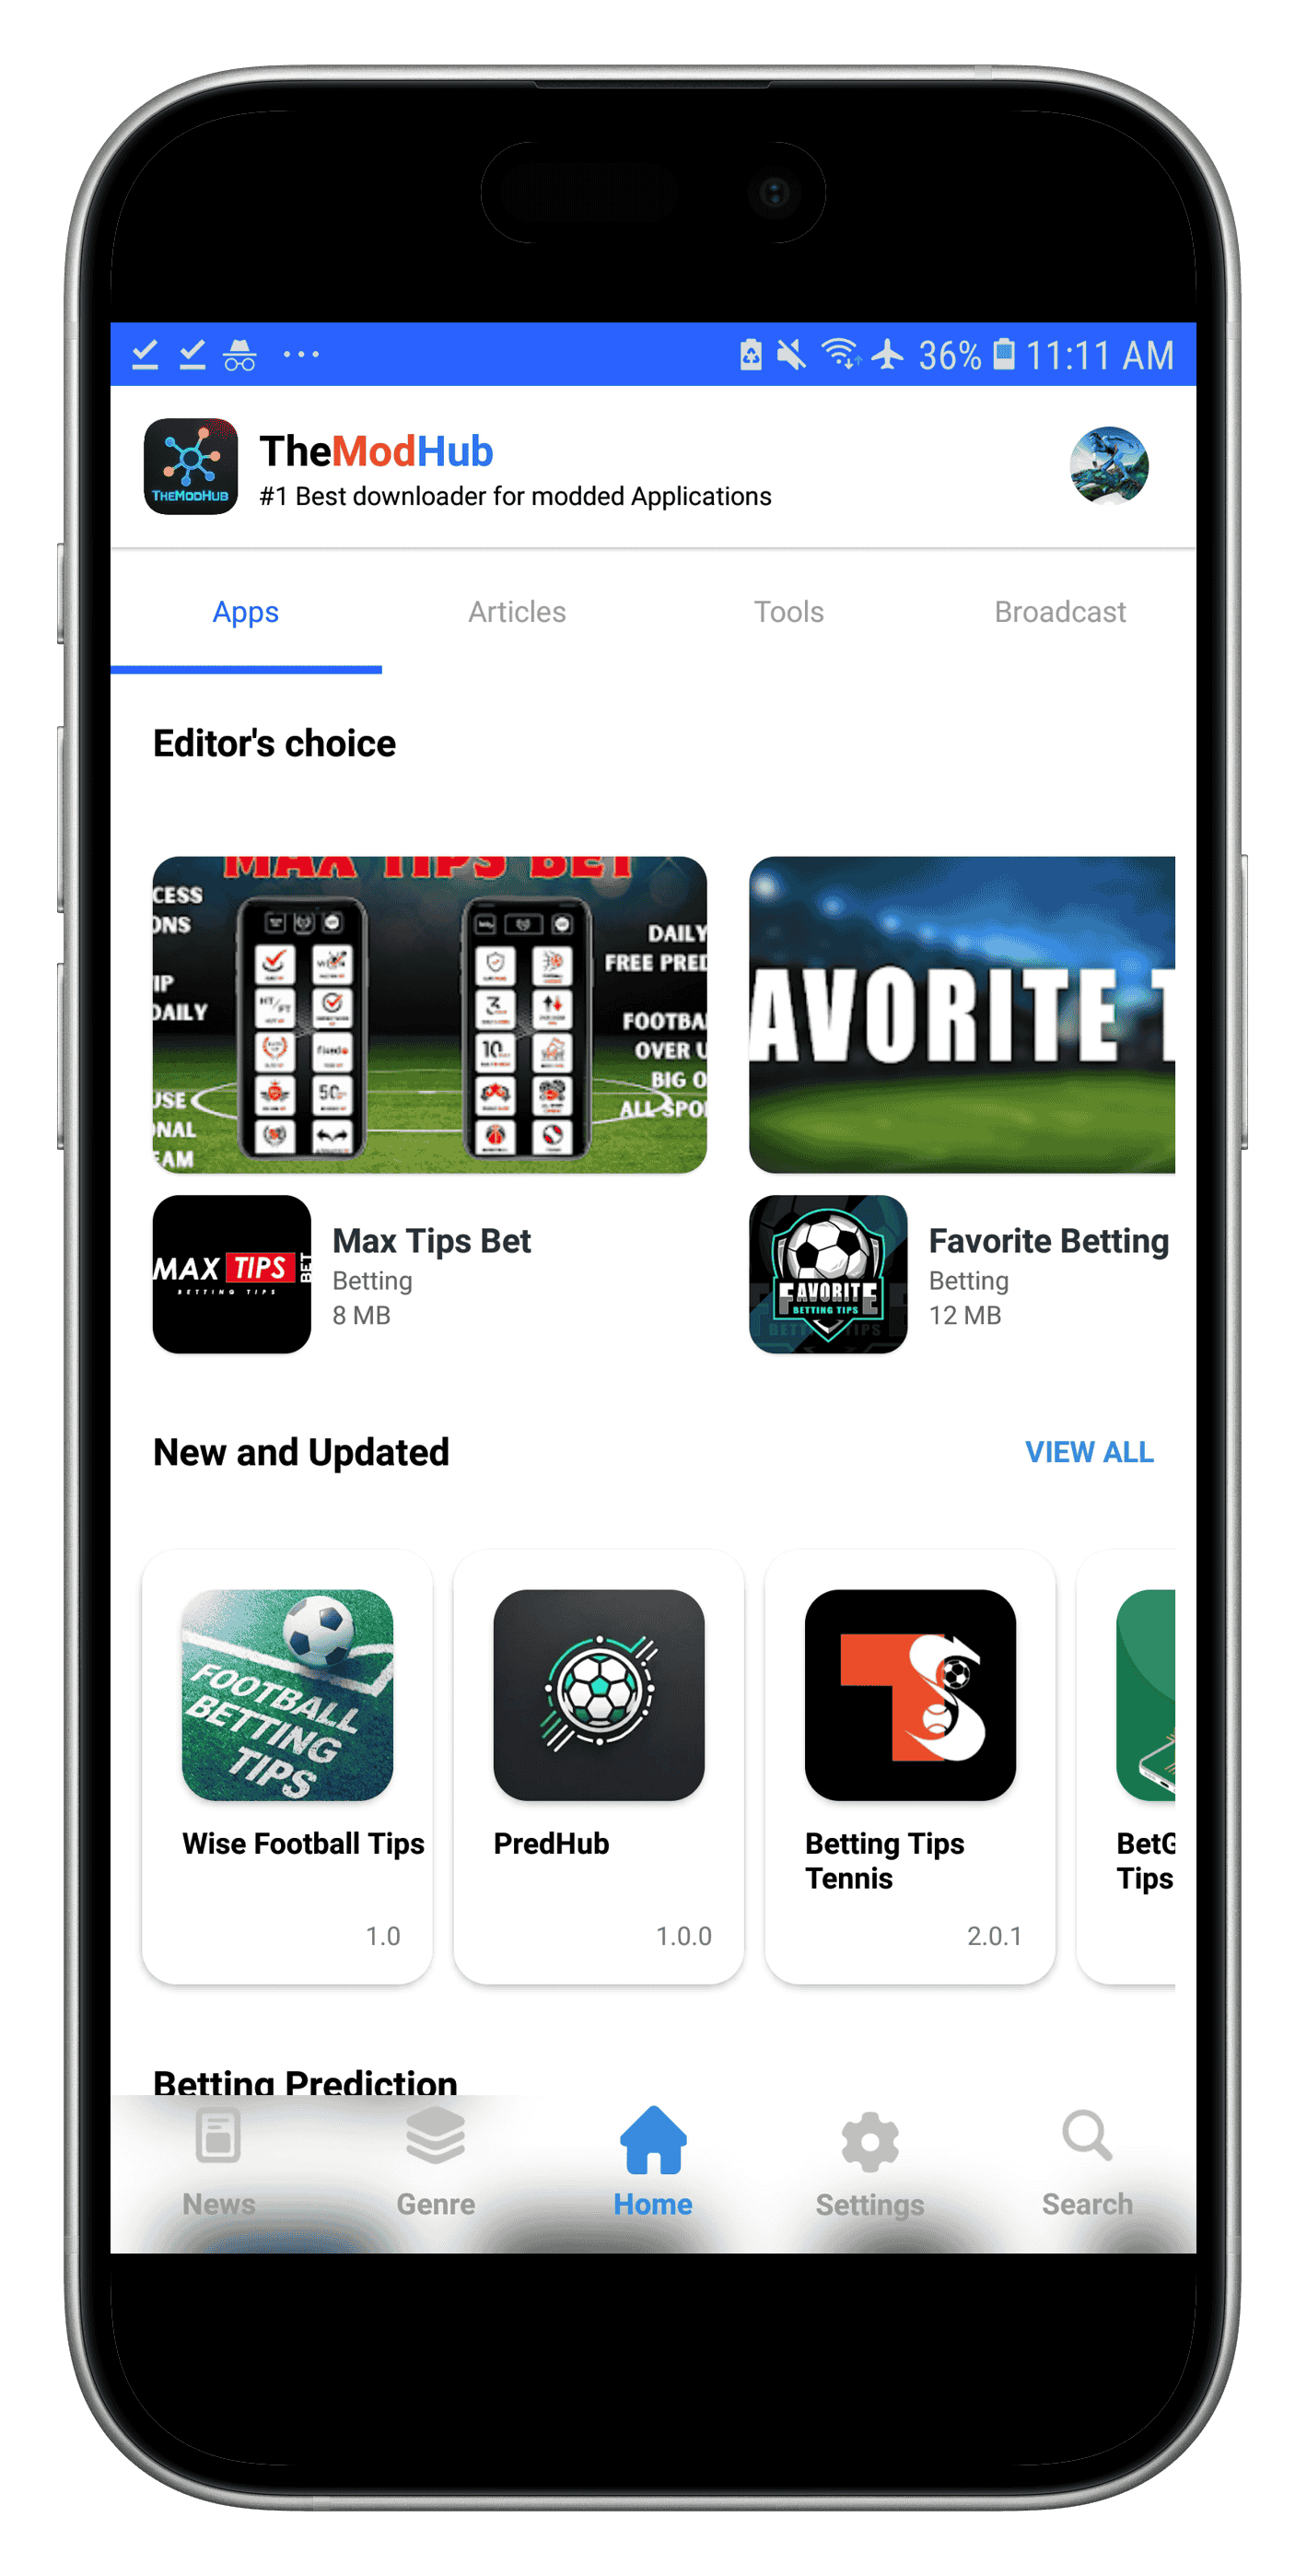 36% 11:11 AM
THEMODHUB
TheModHub
#1 Best downloader for modded Applications
Apps Articles Tools Broadcast
Editor's choice
MAX TIPS BET
CESS
ONS
IP
DAILY
USE
ONAL
EAM
DAILY
FREE PRED
FOOTBA
OVER U
BIG O
ALL SPO
AVORITE T
MAX TIPS BET
BETTING TIPS
Max Tips Bet
Betting
8 MB
FAVORITE
BETTING TIPS
Favorite Betting
Betting
12 MB
New and Updated VIEW ALL
FOOTBALL
BETTING
TIPS
Wise Football Tips
1.0
PredHub
1.0.0
TS
Betting Tips
Tennis
2.0.1
BetG
Tips
Betting Prediction
News Genre Home Settings Search